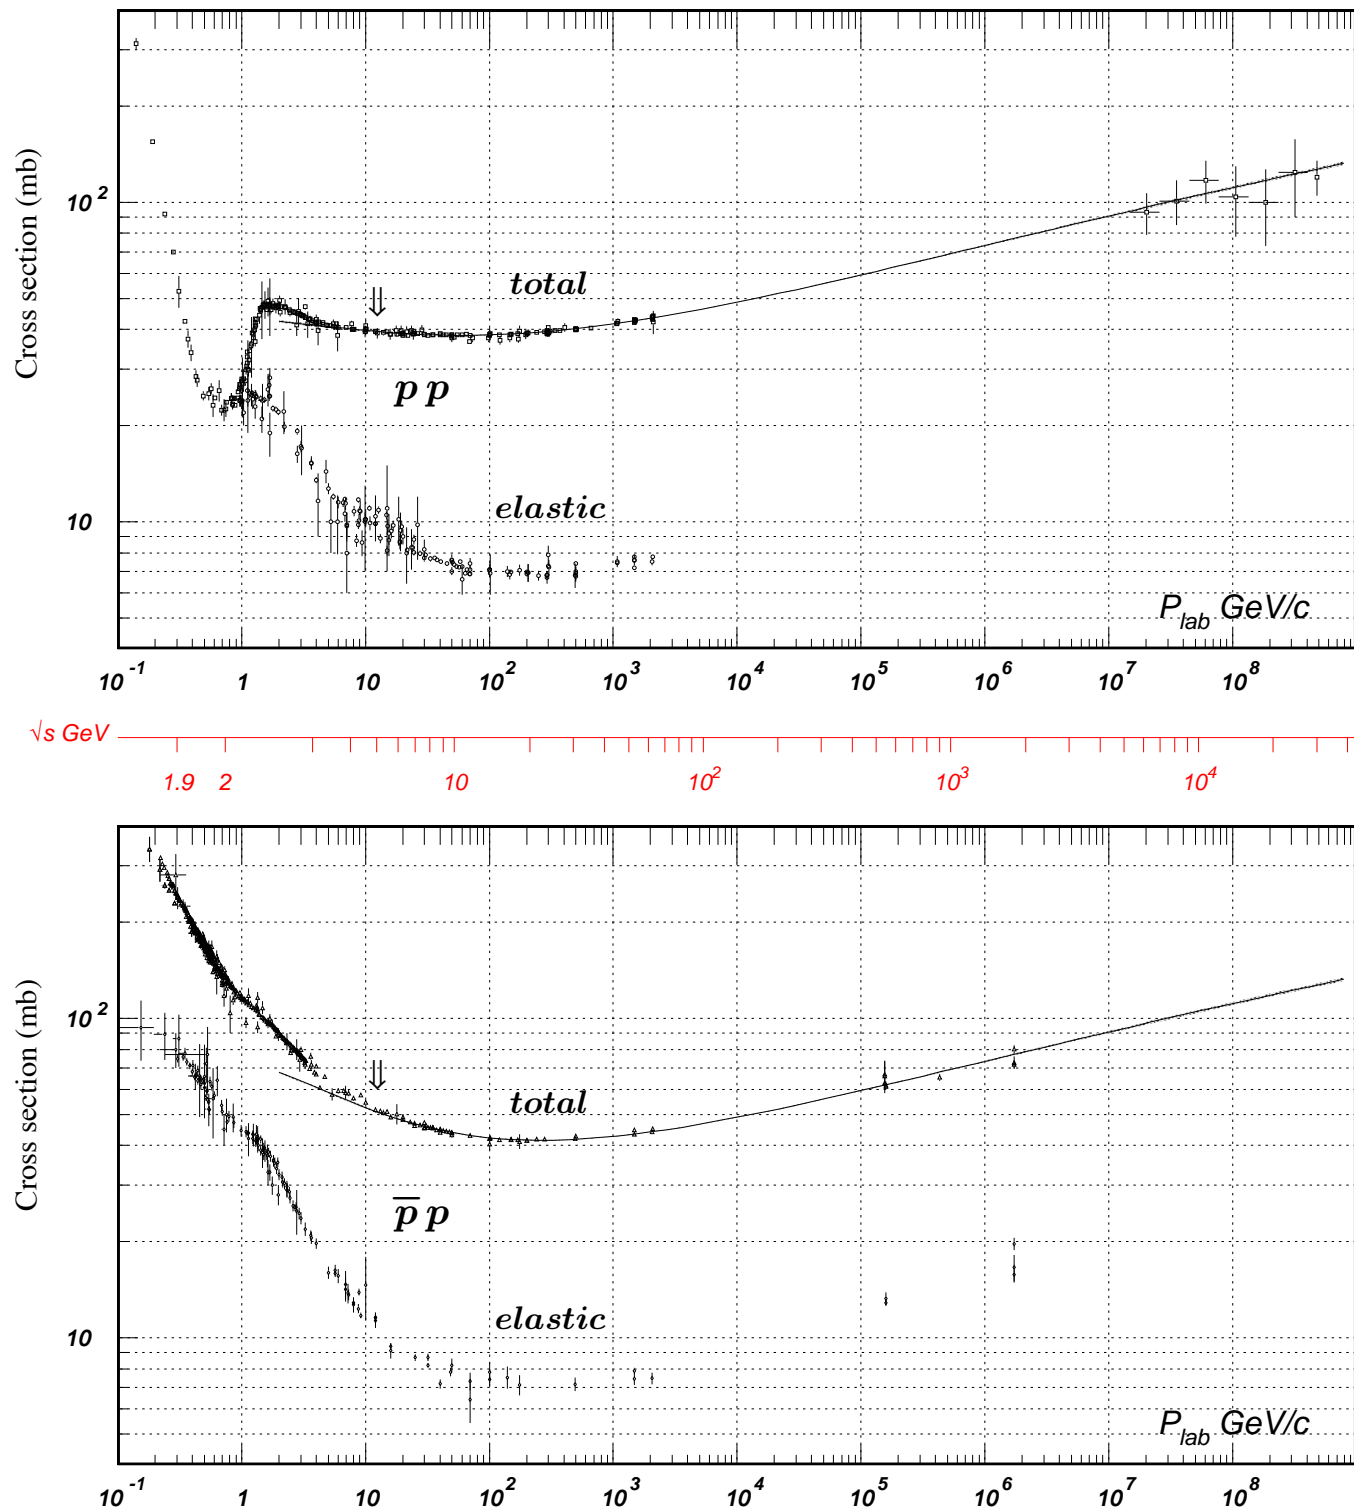 Cross section (mb)
10^2
10
total
⇓
p p
elastic
P_lab GeV/c
10^-1 1 10 10^2 10^3 10^4 10^5 10^6 10^7 10^8
√s GeV
1.9 2 10 10^2 10^3 10^4
Cross section (mb)
10^2
10
⇓
total
p̅ p
elastic
P_lab GeV/c
10^-1 1 10 10^2 10^3 10^4 10^5 10^6 10^7 10^8